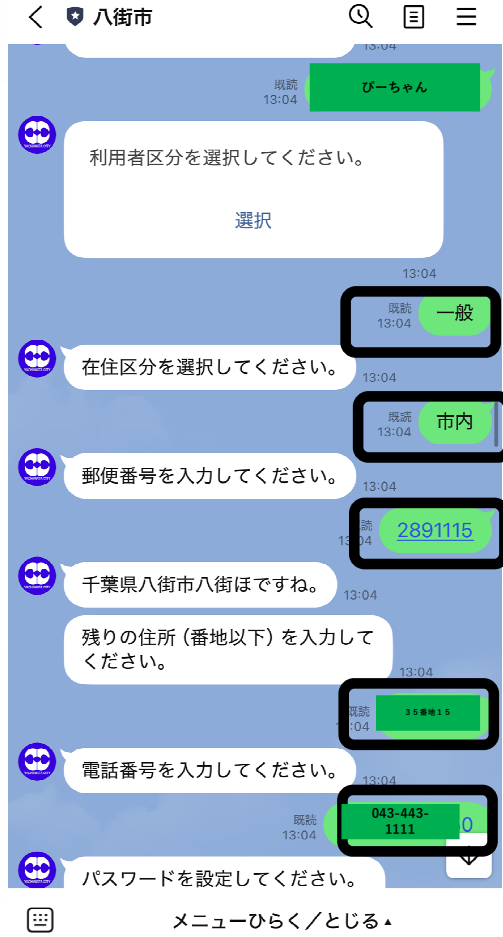 八街市
13:04
既読
13:04
ぴーちゃん
利用者区分を選択してください。
選択
13:04
既読
13:04
一般
在住区分を選択してください。
13:04
既読
13:04
市内
郵便番号を入力してください。
13:04
読
13:04
2891115
千葉県八街市八街ほですね。
13:04
残りの住所（番地以下）を入力して
ください。
13:04
既読
:04
３５番地１５
電話番号を入力してください。
13:04
既読
13:04
043-443-
1111
0
パスワードを設定してください。
メニューひらく／とじる▲